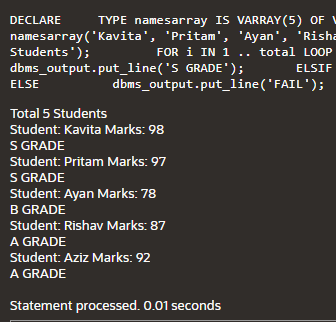 DECLARE TYPE namesarray IS VARRAY(5) OF
namesarray('Kavita', 'Pritam', 'Ayan', 'Risha
Students'); FOR i IN 1 .. total LOOP
dbms_output.put_line('S GRADE'); ELSIF
ELSE dbms_output.put_line('FAIL');
Total 5 Students
Student: Kavita Marks: 98
S GRADE
Student: Pritam Marks: 97
S GRADE
Student: Ayan Marks: 78
B GRADE
Student: Rishav Marks: 87
A GRADE
Student: Aziz Marks: 92
A GRADE
Statement processed. 0.01 seconds